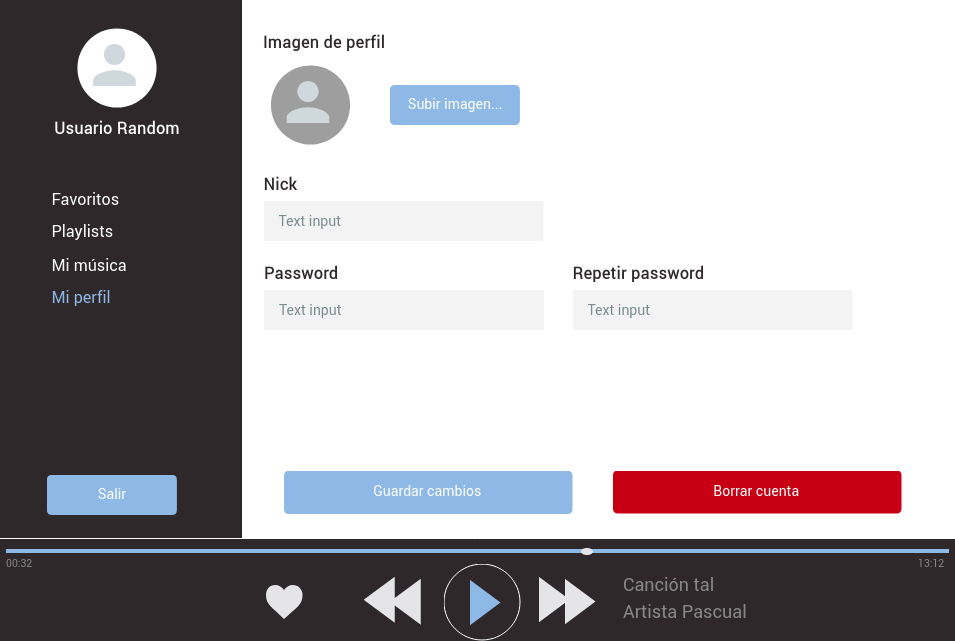 Usuario Random
Favoritos
Playlists
Mi música
Mi perfil
Salir
Imagen de perfil
Subir imagen...
Nick
Text input
Password
Repetir password
Text input
Text input
Guardar cambios
Borrar cuenta
00:32
13:12
Canción tal
Artista Pascual